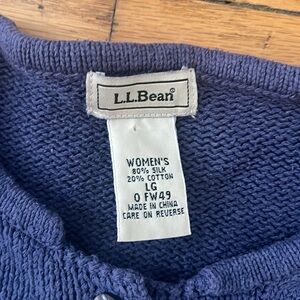 L.L.Bean®
WOMEN'S
80% SILK
20% COTTON
LG
0 FW49
MADE IN CHINA
CARE ON REVERSE